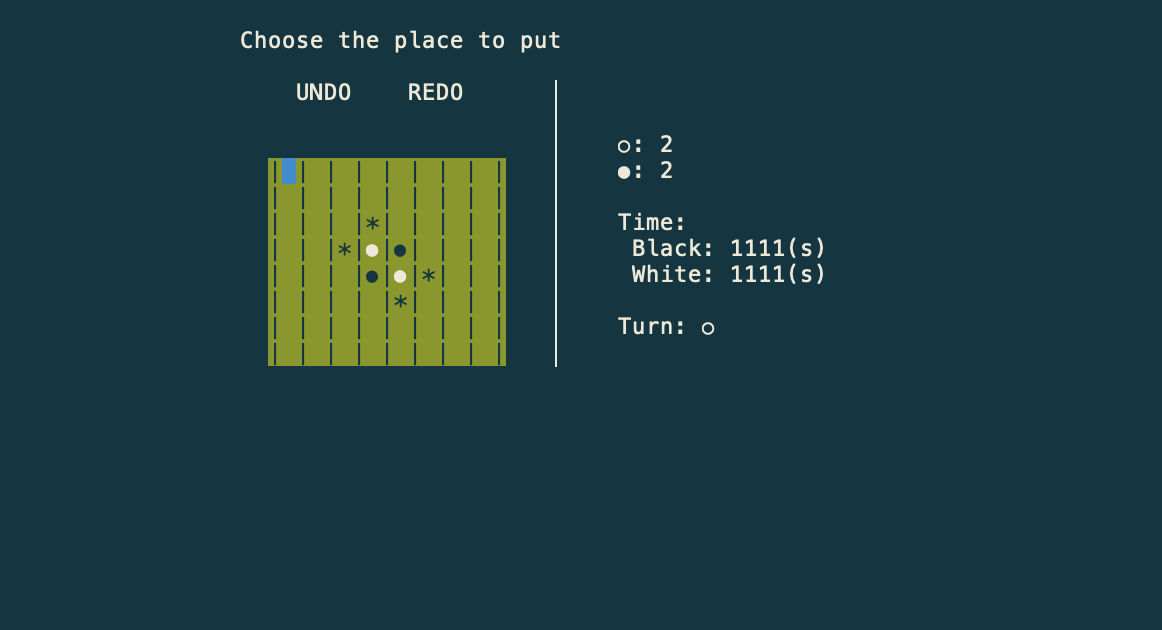 Choose the place to put
UNDO REDO
○: 2
●: 2
*
* ● ●
● ● *
*
Time:
Black: 1111(s)
White: 1111(s)
Turn: ○